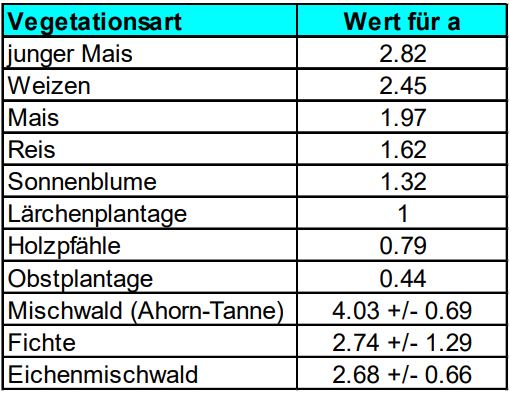 Vegetationsart Wert für a
junger Mais 2.82
Weizen 2.45
Mais 1.97
Reis 1.62
Sonnenblume 1.32
Lärchenplantage 1
Holzpfähle 0.79
Obstplantage 0.44
Mischwald (Ahorn-Tanne) 4.03 +/- 0.69
Fichte 2.74 +/- 1.29
Eichenmischwald 2.68 +/- 0.66